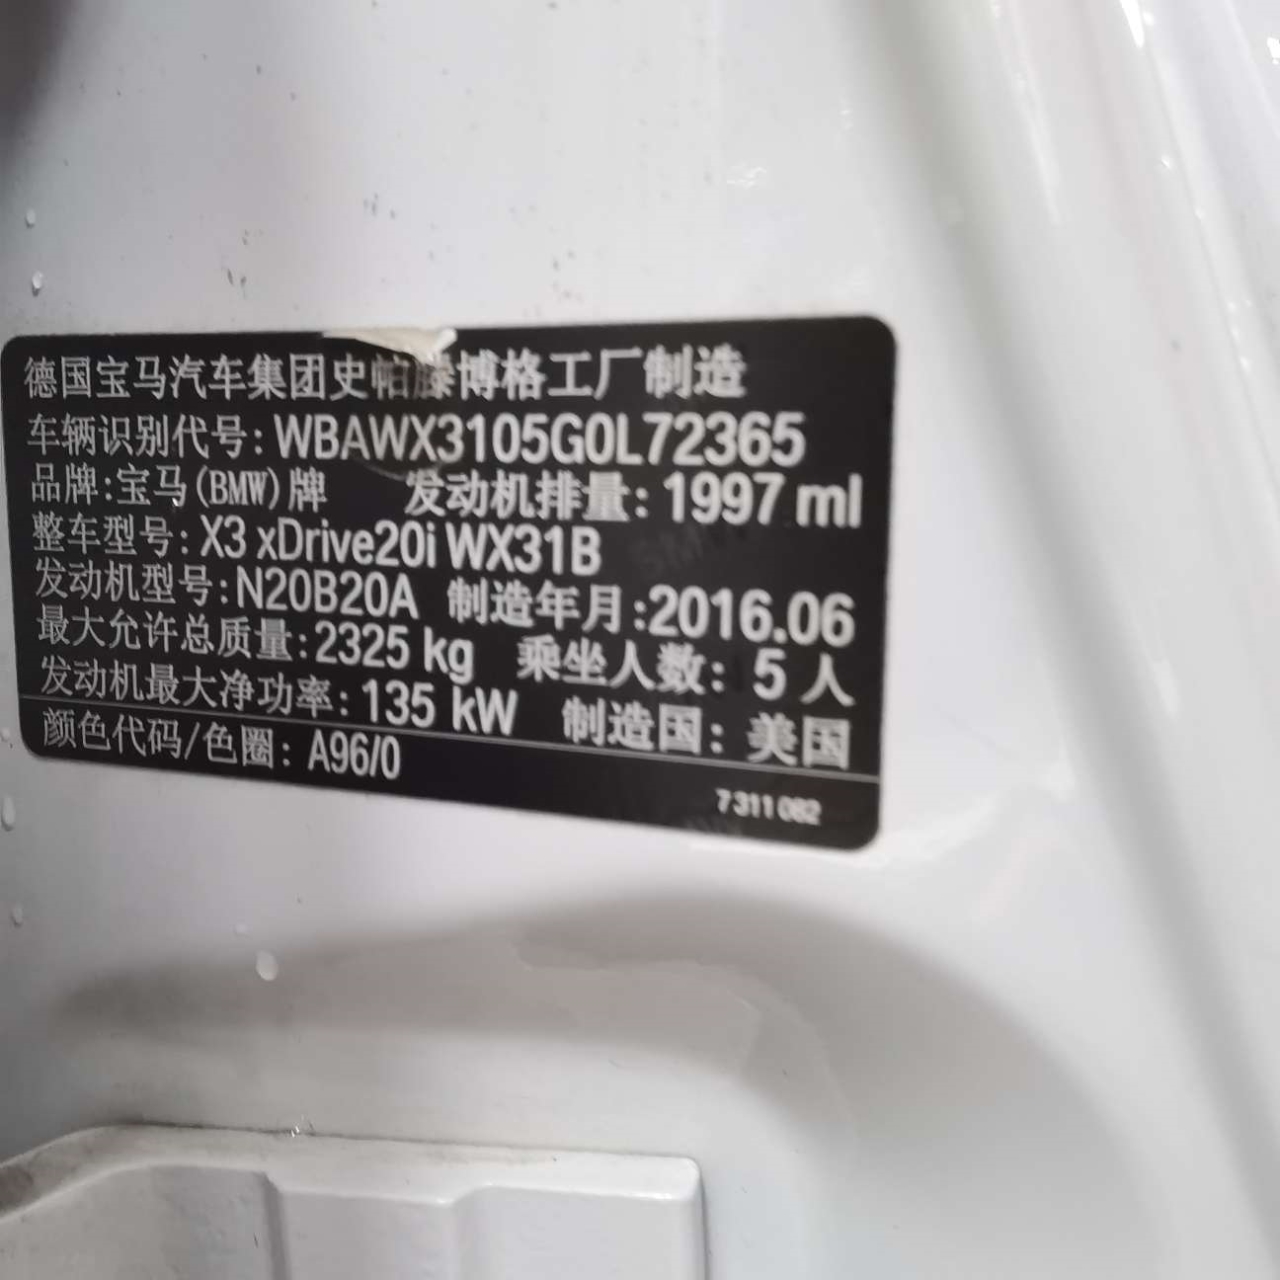 德国宝马汽车集团史帕滕博格工厂制造
车辆识别代号: WBAWX3105G0L72365
品牌:宝马(BMW)牌 发动机排量: 1997 ml
整车型号: X3 xDrive20i WX31B
发动机型号: N20B20A 制造年月:2016.06
最大允许总质量: 2325 kg 乘坐人数: 5 人
发动机最大净功率: 135 kW 制造国: 美国
颜色代码/色圈: A96/0
7 311 082